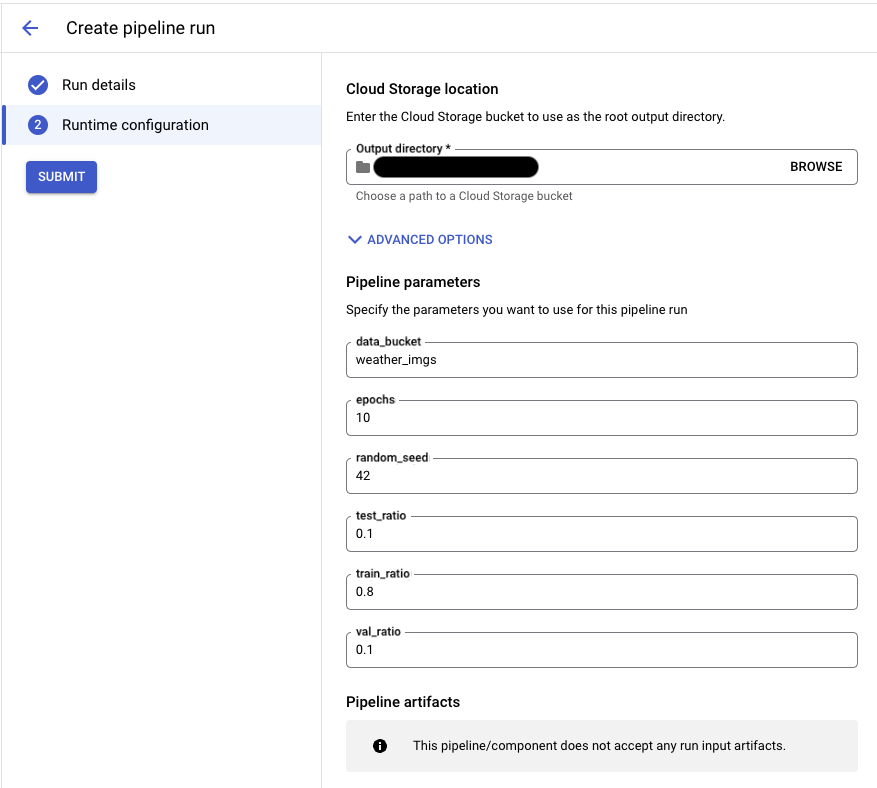 Create pipeline run
Run details
2 Runtime configuration
SUBMIT
Cloud Storage location
Enter the Cloud Storage bucket to use as the root output directory.
Output directory *
BROWSE
Choose a path to a Cloud Storage bucket
ADVANCED OPTIONS
Pipeline parameters
Specify the parameters you want to use for this pipeline run
data_bucket
weather_imgs
epochs
10
random_seed
42
test_ratio
0.1
train_ratio
0.8
val_ratio
0.1
Pipeline artifacts
This pipeline/component does not accept any run input artifacts.